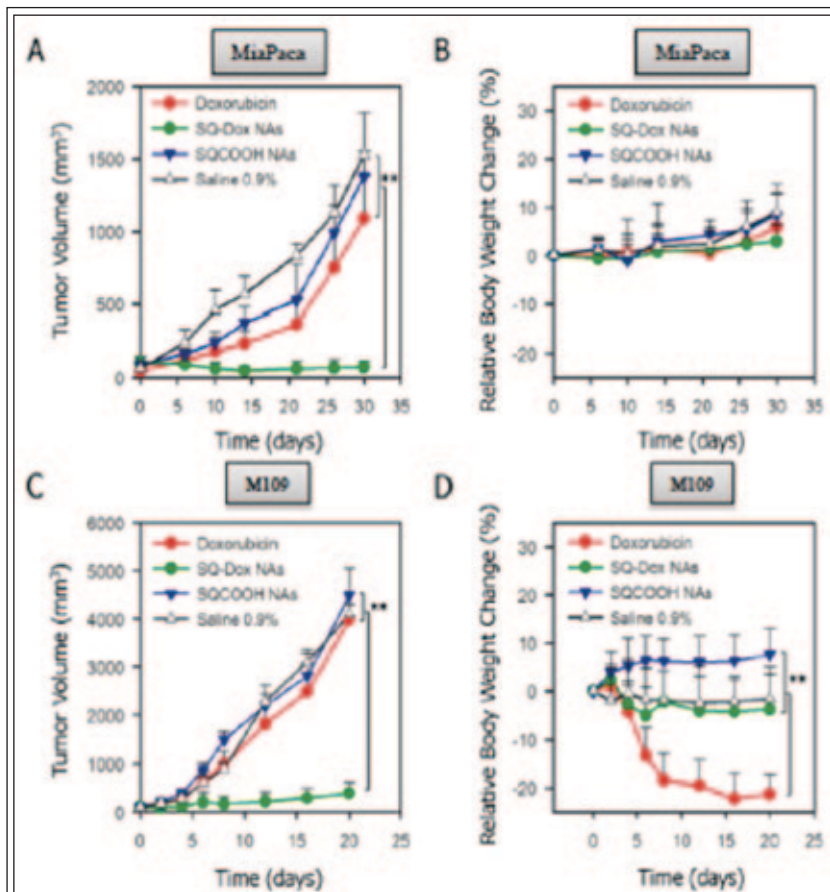 A
MiaPaca
Tumor Volume (mm³)
2000
1500
1000
500
0
Doxorubicin
SQ-Dox NAs
SQCOOH NAs
Saline 0.9%
**
0 5 10 15 20 25 30 35
Time (days)
B
MiaPaca
Relative Body Weight Change (%)
30
20
10
0
-10
-20
Doxorubicin
SQ-Dox NAs
SQCOOH NAs
Saline 0.9%
0 5 10 15 20 25 30
Time (days)
C
M109
Tumor Volume (mm³)
6000
5000
4000
3000
2000
1000
0
Doxorubicin
SQ-Dox NAs
SQCOOH NAs
Saline 0.9%
**
0 5 10 15 20 25
Time (days)
D
M109
Relative Body Weight Change (%)
30
20
10
0
-10
-20
Doxorubicin
SQ-Dox NAs
SQCOOH NAs
Saline 0.9%
**
0 5 10 15 20 25
Time (days)